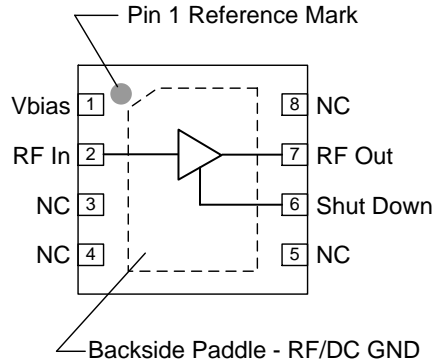 Pin 1 Reference Mark
Vbias 1 8 NC
RF In 2 7 RF Out
NC 3 6 Shut Down
NC 4 5 NC
Backside Paddle - RF/DC GND